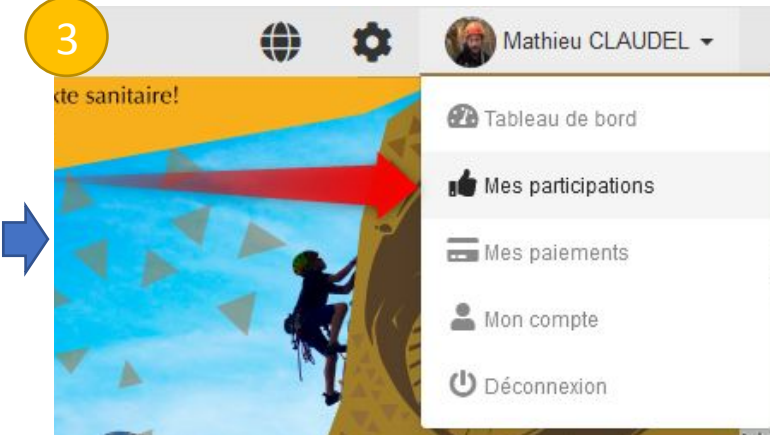 3
Mathieu CLAUDEL
xte sanitaire!
Tableau de bord
Mes participations
Mes paiements
Mon compte
Déconnexion